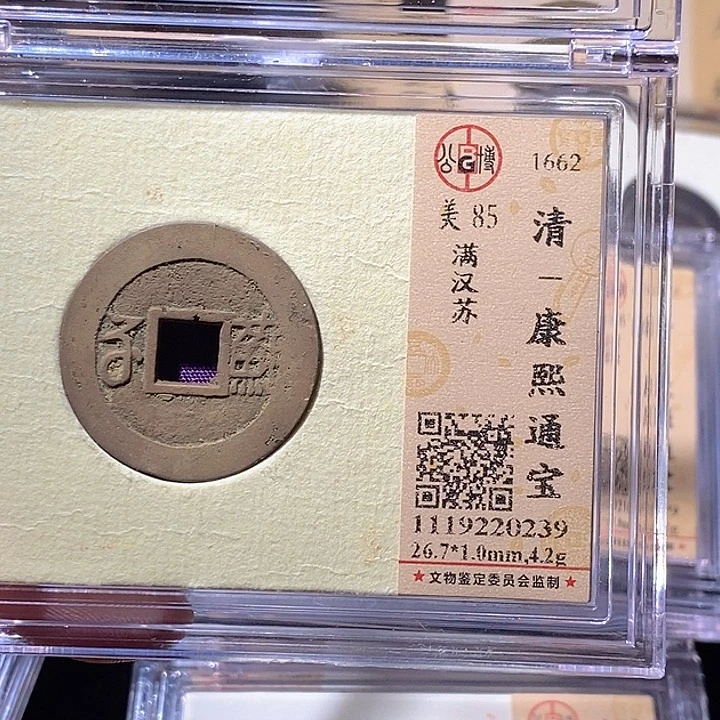 公 BG 博
1662
美 85
满汉苏
清－康熙通宝
1119220239
26.7*1.0mm,4.2g
★文物鉴定委员会监制★